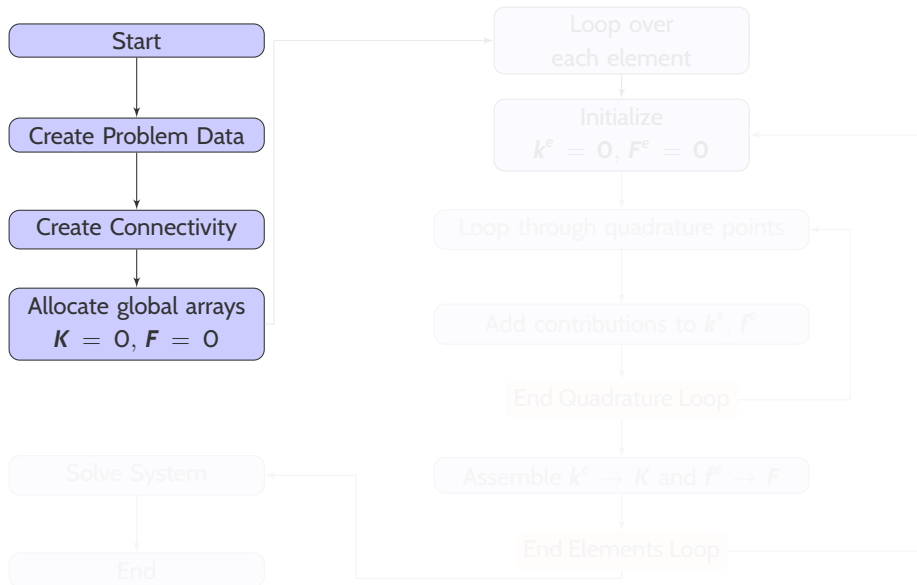 Start
Create Problem Data
Create Connectivity
Allocate global arrays
K = 0, F = 0
Loop over
each element
Initialize
kᵉ = 0, Fᵉ = 0
Loop through quadrature points
Add contributions to kᵉ, fᵉ
End Quadrature Loop
Assemble kᵉ → K and fᵉ → F
End Elements Loop
Solve System
End